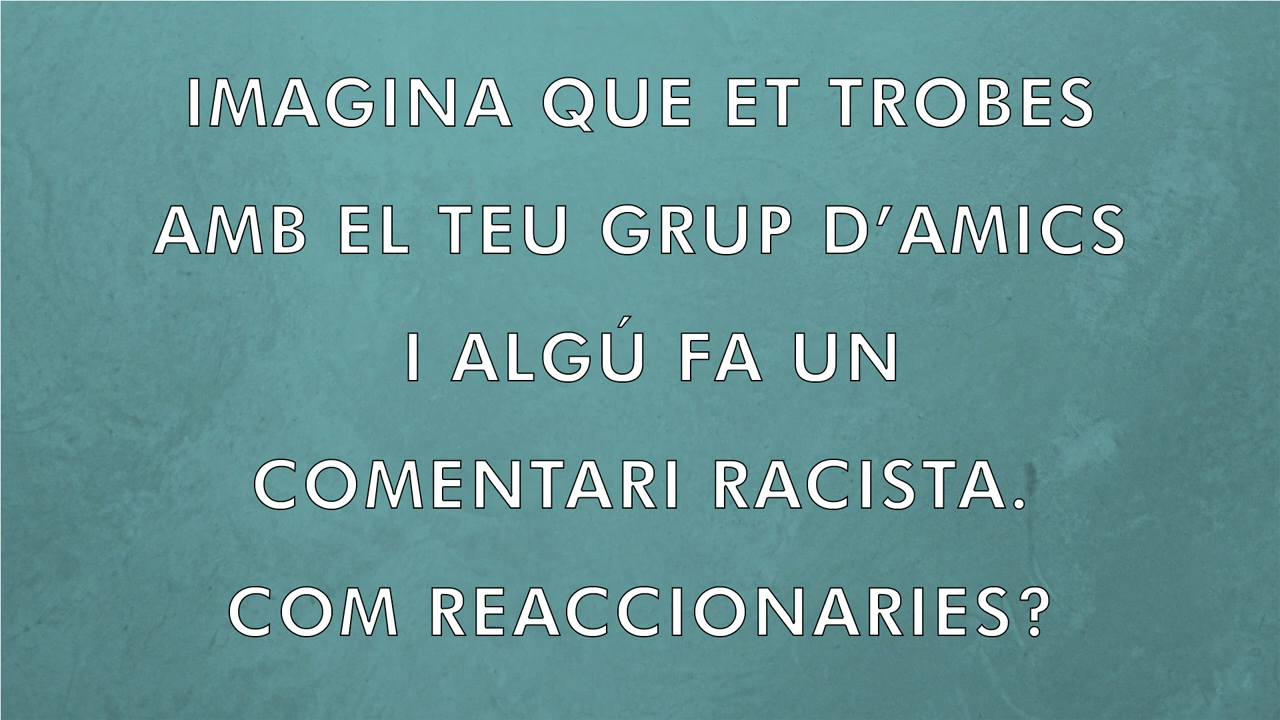 IMAGINA QUE ET TROBES
AMB EL TEU GRUP D’AMICS
I ALGÚ FA UN
COMENTARI RACISTA.
COM REACCIONARIES?